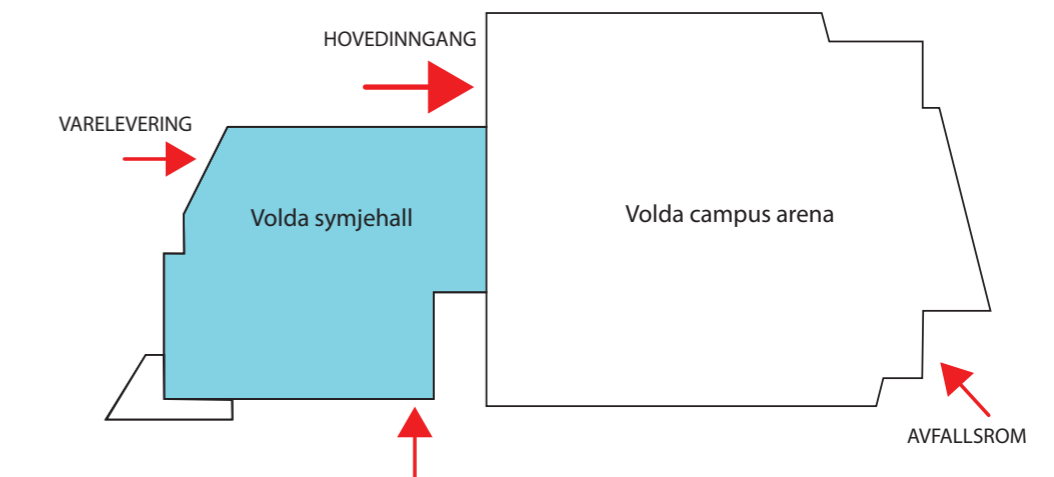 HOVEDINNGANG
VARELEVERING
Volda symjehall
Volda campus arena
AVFALLSROM